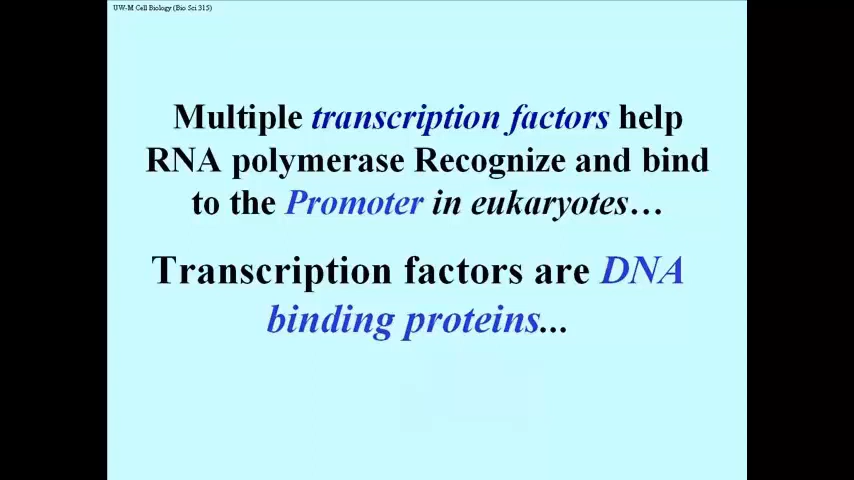 UW-M Cell Biology (Bio Sci 315)
Multiple transcription factors help
RNA polymerase Recognize and bind
to the Promoter in eukaryotes…
Transcription factors are DNA
binding proteins...